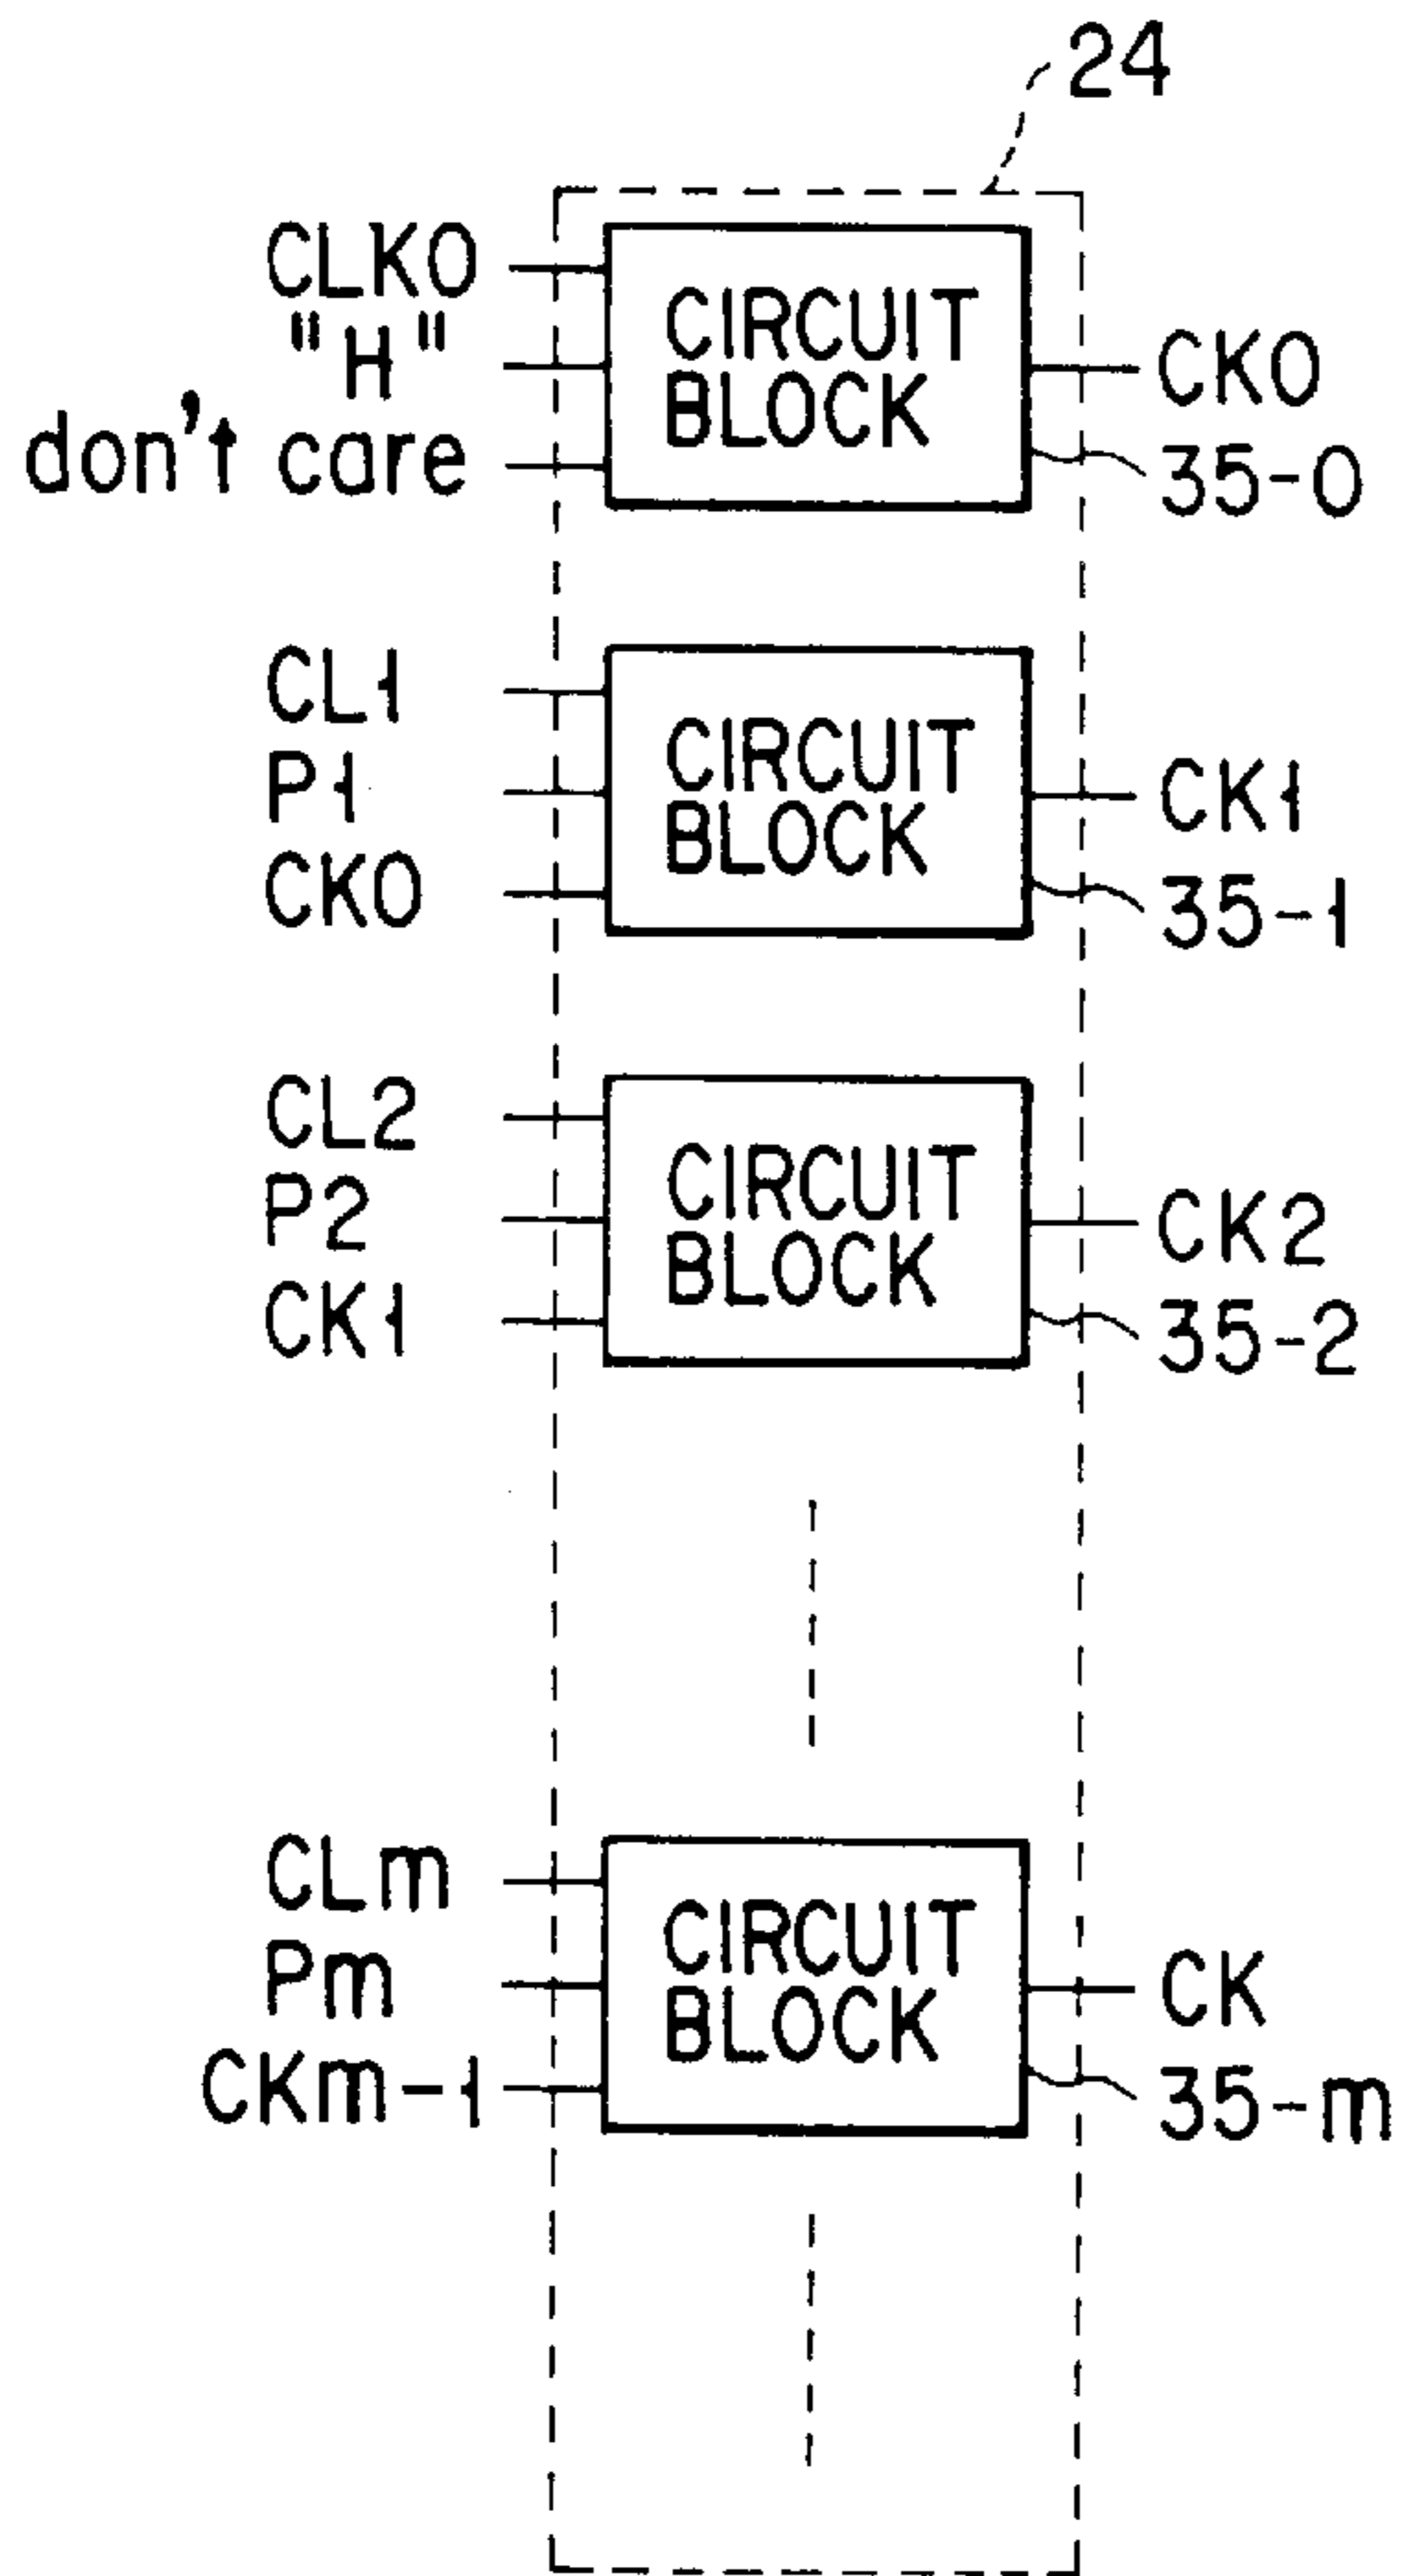 24
CLK0
"H"
don't care
CIRCUIT
BLOCK
CK0
35-0
CL1
P1
CK0
CIRCUIT
BLOCK
CK1
35-1
CL2
P2
CK1
CIRCUIT
BLOCK
CK2
35-2
CLm
Pm
CKm-1
CIRCUIT
BLOCK
CK
35-m